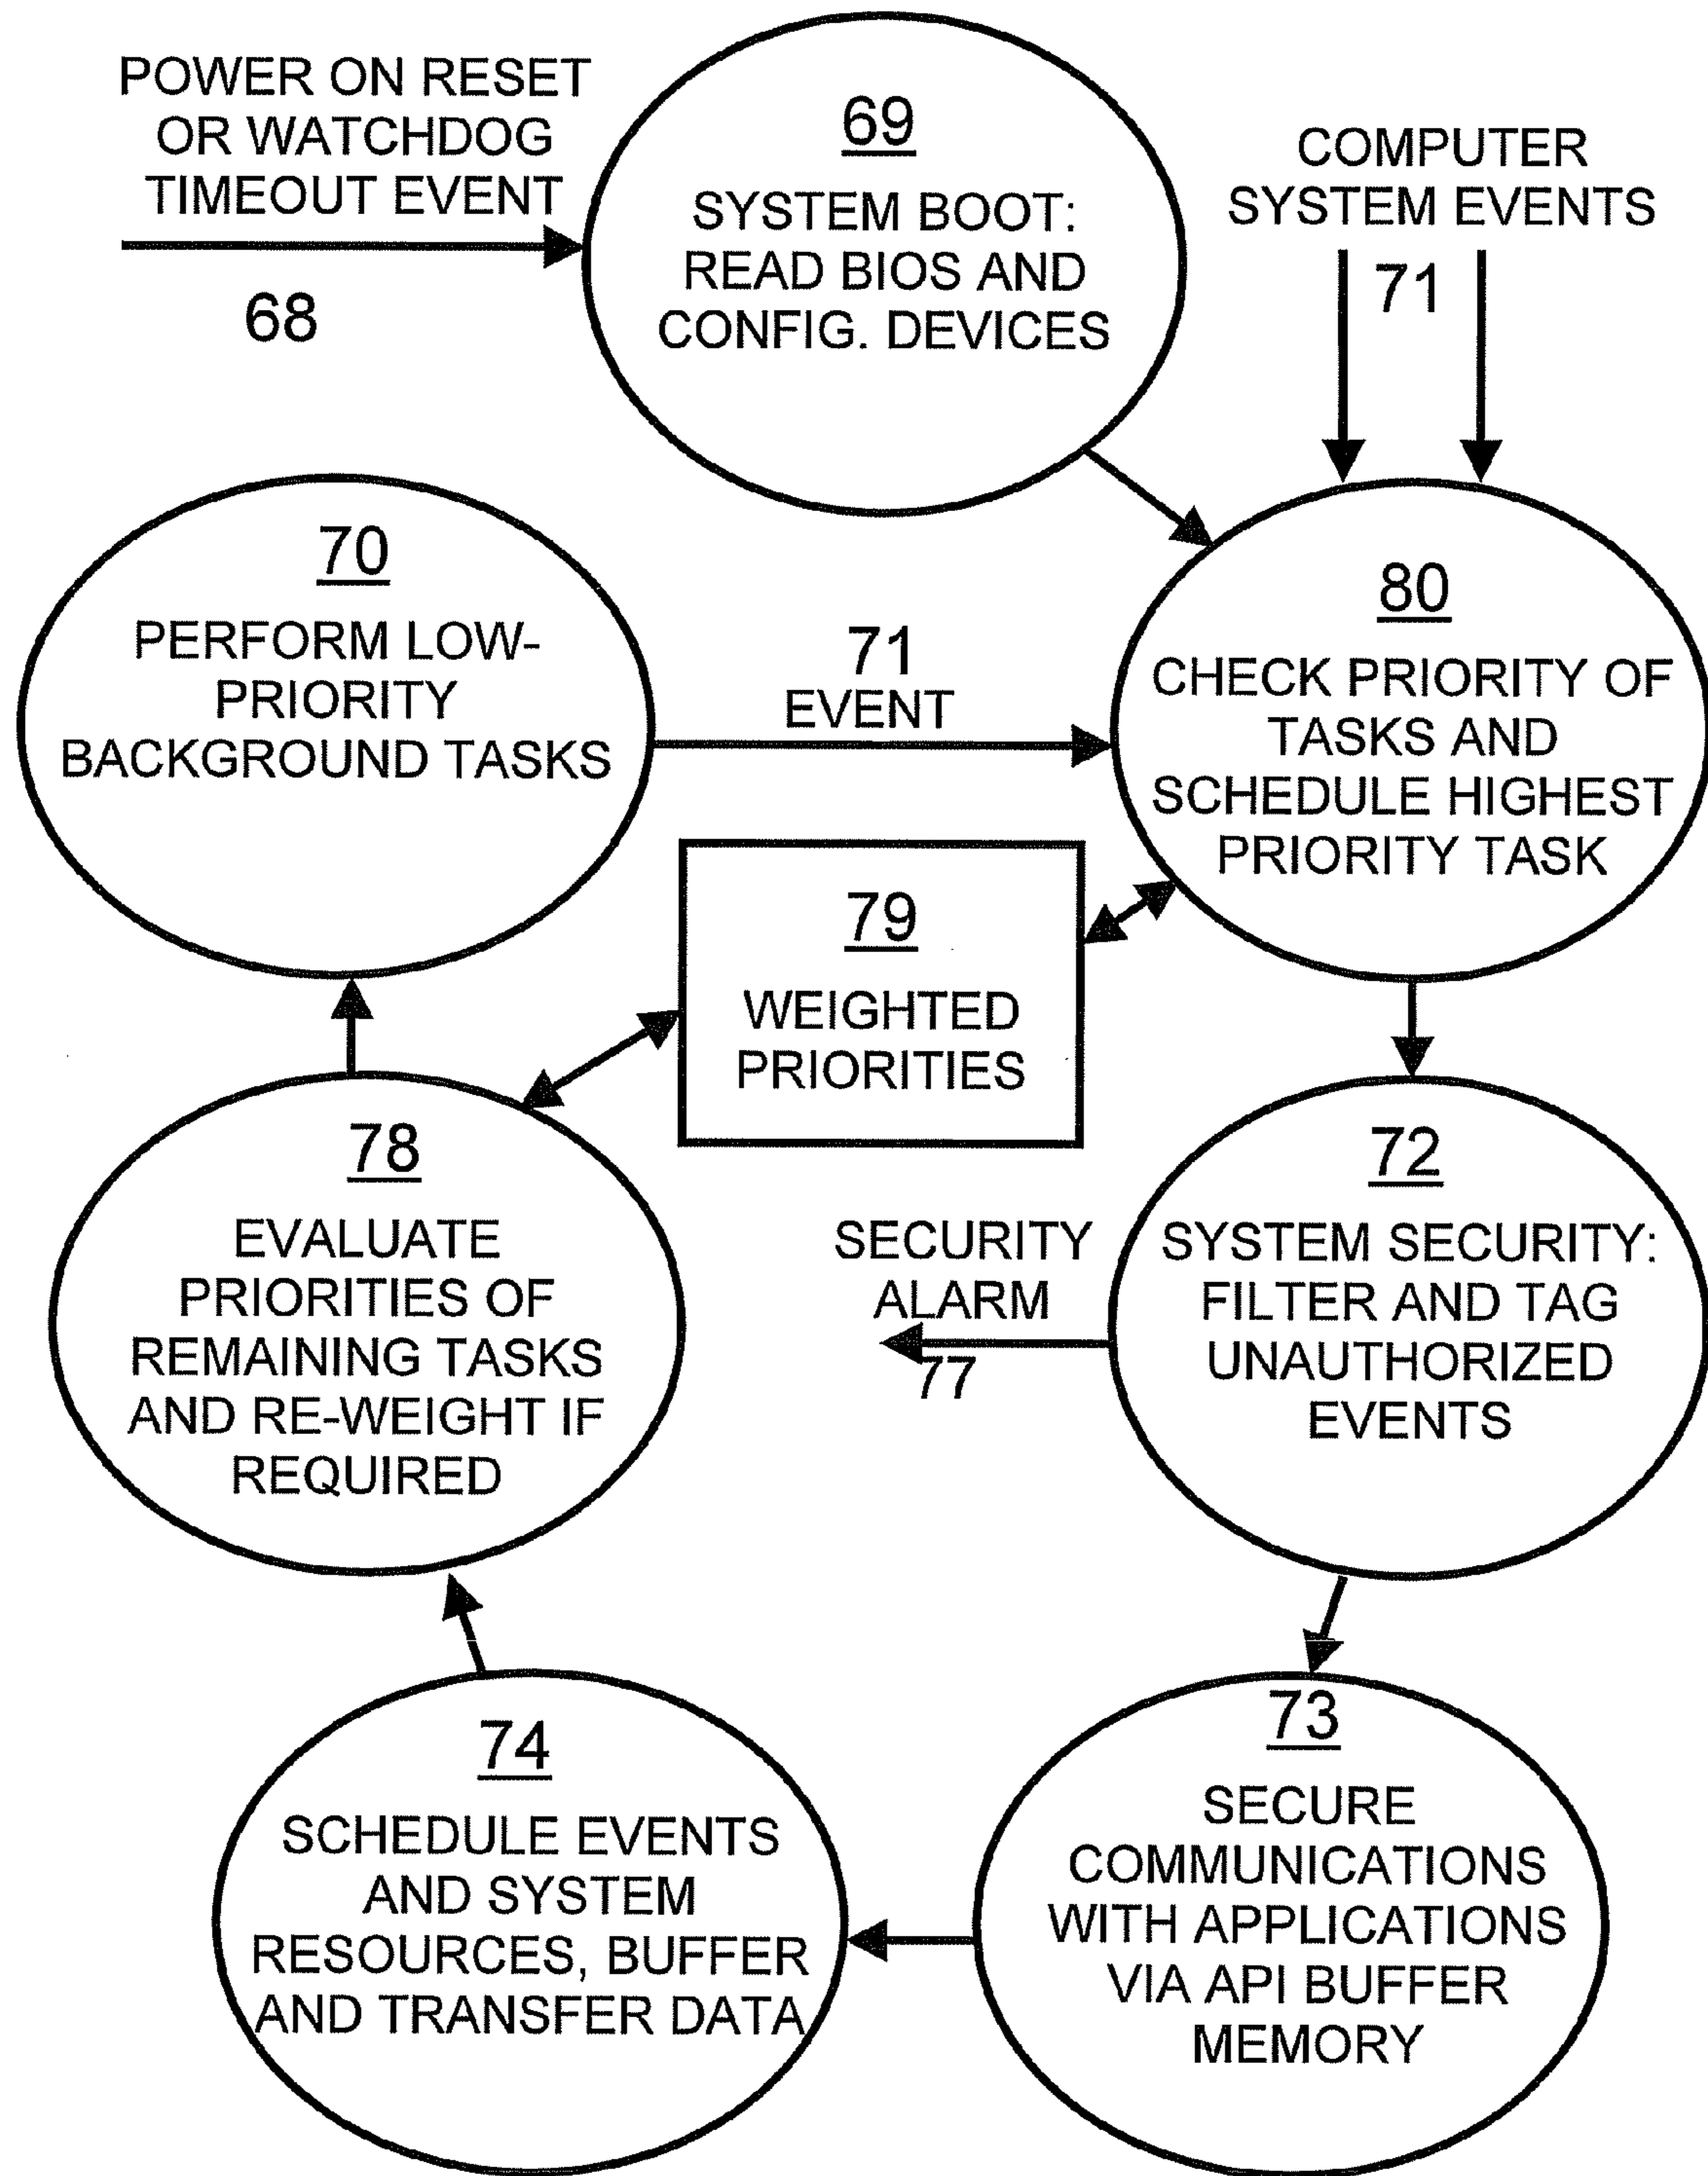 POWER ON RESET
OR WATCHDOG
TIMEOUT EVENT
68
69
SYSTEM BOOT:
READ BIOS AND
CONFIG. DEVICES
COMPUTER
SYSTEM EVENTS
71
70
PERFORM LOW-
PRIORITY
BACKGROUND TASKS
71
EVENT
80
CHECK PRIORITY OF
TASKS AND
SCHEDULE HIGHEST
PRIORITY TASK
79
WEIGHTED
PRIORITIES
78
EVALUATE
PRIORITIES OF
REMAINING TASKS
AND RE-WEIGHT IF
REQUIRED
SECURITY
ALARM
77
72
SYSTEM SECURITY:
FILTER AND TAG
UNAUTHORIZED
EVENTS
74
SCHEDULE EVENTS
AND SYSTEM
RESOURCES, BUFFER
AND TRANSFER DATA
73
SECURE
COMMUNICATIONS
WITH APPLICATIONS
VIA API BUFFER
MEMORY